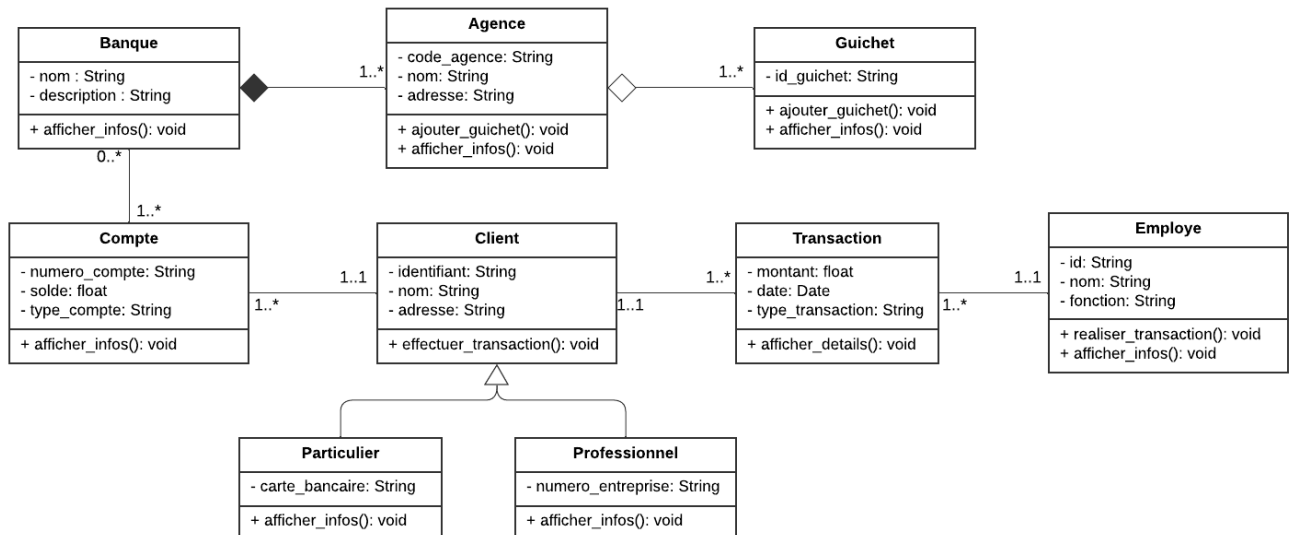 Banque
- nom : String
- description : String
+ afficher_infos(): void
Agence
- code_agence: String
- nom: String
- adresse: String
+ ajouter_guichet(): void
+ afficher_infos(): void
Guichet
- id_guichet: String
+ ajouter_guichet(): void
+ afficher_infos(): void
1..*
1..*
0..*
1..*
Compte
- numero_compte: String
- solde: float
- type_compte: String
+ afficher_infos(): void
1..*
1..1
Client
- identifiant: String
- nom: String
- adresse: String
+ effectuer_transaction(): void
1..1
1..*
Transaction
- montant: float
- date: Date
- type_transaction: String
+ afficher_details(): void
1..*
1..1
Employe
- id: String
- nom: String
- fonction: String
+ realiser_transaction(): void
+ afficher_infos(): void
Particulier
- carte_bancaire: String
+ afficher_infos(): void
Professionnel
- numero_entreprise: String
+ afficher_infos(): void